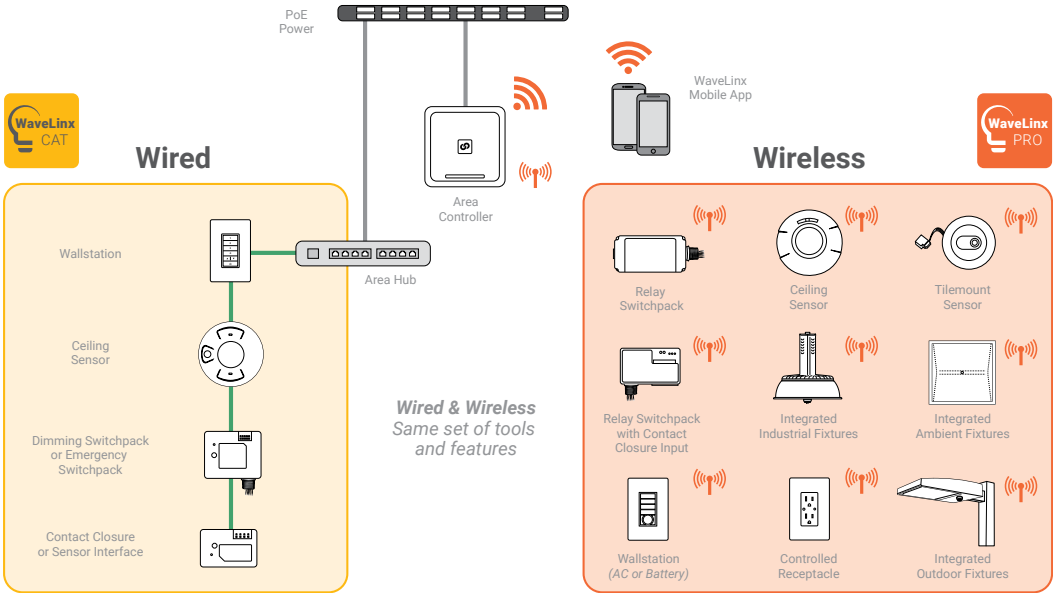 PoE
Power
WaveLinx
Mobile App
WaveLinx
CAT
WaveLinx
PRO
Wired
Wireless
Area
Controller
Wallstation
Area Hub
Ceiling
Sensor
Dimming Switchpack
or Emergency
Switchpack
Contact Closure
or Sensor Interface
Wired & Wireless
Same set of tools
and features
Relay
Switchpack
Ceiling
Sensor
Tilemount
Sensor
Relay Switchpack
with Contact
Closure Input
Integrated
Industrial Fixtures
Integrated
Ambient Fixtures
Wallstation
(AC or Battery)
Controlled
Receptacle
Integrated
Outdoor Fixtures